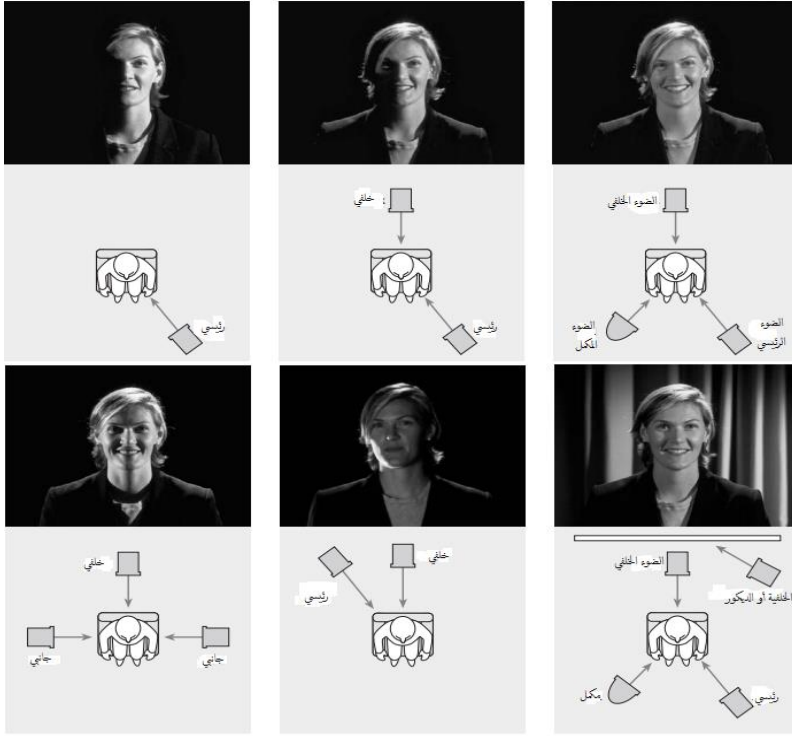 خلفي
الضوء الخلفي
رئيسي
رئيسي
الضوء
المكمل
الضوء
الرئيسي
خلفي
جانبي
جانبي
خلفي
رئيسي
الضوء الخلفي
الخلفية أو الديكور
مكمل
رئيسي